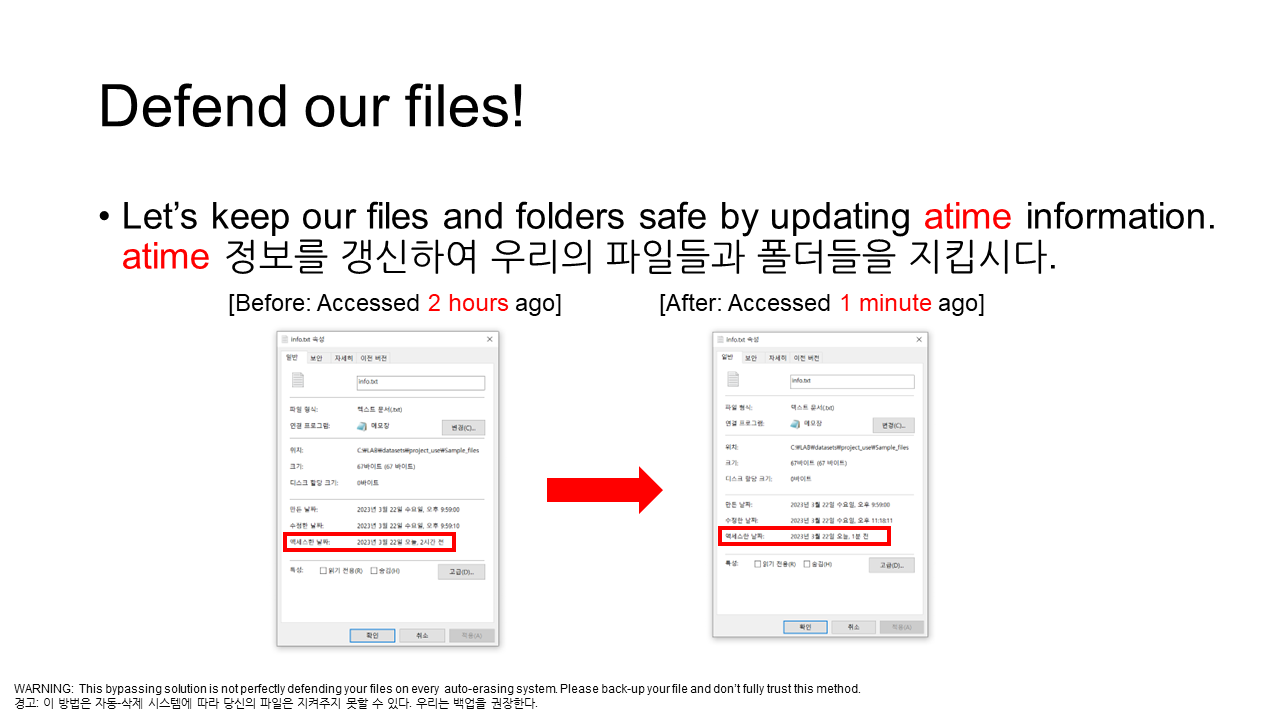 Defend our files!
• Let's keep our files and folders safe by updating atime information.
atime 정보를 갱신하여 우리의 파일들과 폴더들을 지킵시다.
[Before: Accessed 2 hours ago]
[After: Accessed 1 minute ago]
info.txt 속성
일반 보안 자세히 이전 버전
info.txt
파일 형식: 텍스트 문서(.txt)
연결 프로그램: 메모장 변경(C)...
위치: C:₩LAB₩datasets₩project_use₩Sample_files
크기: 67바이트 (67 바이트)
디스크 할당 크기: 0바이트
만든 날짜: 2023년 3월 22일 수요일, 오후 9:59:00
수정한 날짜: 2023년 3월 22일 수요일, 오후 9:59:10
액세스한 날짜: 2023년 3월 22일 오늘, 2시간 전
특성: 읽기 전용(R) 숨김(H) 고급(D)...
확인 취소 적용(A)
info.txt 속성
일반 보안 자세히 이전 버전
info.txt
파일 형식: 텍스트 문서(.txt)
연결 프로그램: 메모장 변경(C)...
위치: C:₩LAB₩datasets₩project_use₩Sample_files
크기: 67바이트 (67 바이트)
디스크 할당 크기: 0바이트
만든 날짜: 2023년 3월 22일 수요일, 오후 9:59:00
수정한 날짜: 2023년 3월 22일 수요일, 오후 11:18:11
액세스한 날짜: 2023년 3월 22일 오늘, 1분 전
특성: 읽기 전용(R) 숨김(H) 고급(D)...
확인 취소 적용(A)
WARNING: This bypassing solution is not perfectly defending your files on every auto-erasing system. Please back-up your file and don't fully trust this method.
경고: 이 방법은 자동-삭제 시스템에 따라 당신의 파일은 지켜주지 못할 수 있다. 우리는 백업을 권장한다.